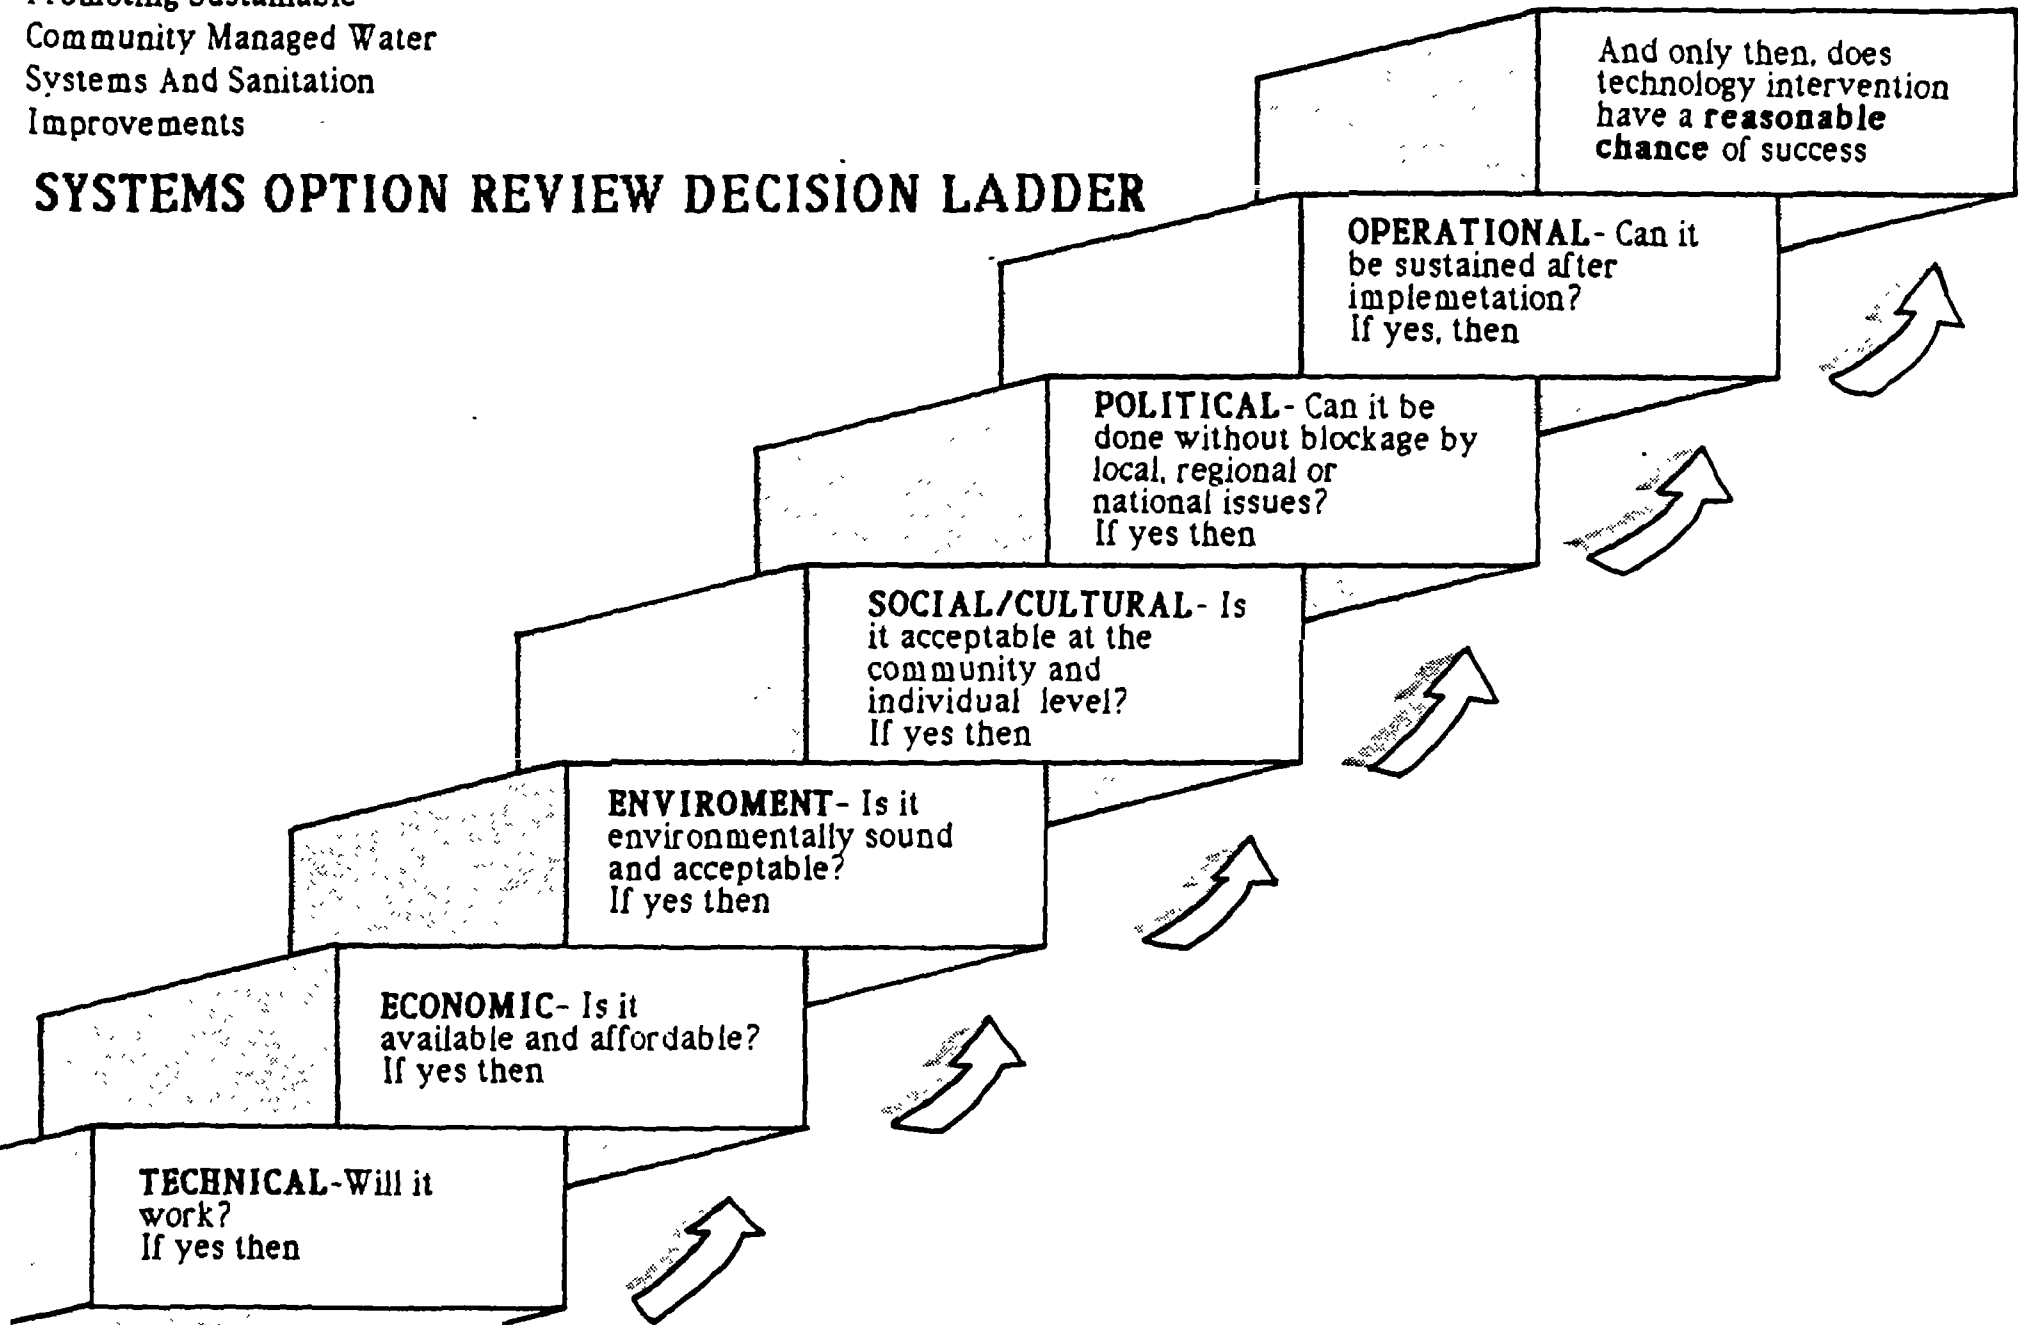 Promoting Sustainable
Community Managed Water
Systems And Sanitation
Improvements
SYSTEMS OPTION REVIEW DECISION LADDER
And only then, does
technology intervention
have a reasonable
chance of success
OPERATIONAL- Can it
be sustained after
implemetation?
If yes, then
POLITICAL- Can it be
done without blockage by
local, regional or
national issues?
If yes then
SOCIAL/CULTURAL- Is
it acceptable at the
community and
individual level?
If yes then
ENVIROMENT- Is it
environmentally sound
and acceptable?
If yes then
ECONOMIC- Is it
available and affordable?
If yes then
TECHNICAL-Will it
work?
If yes then